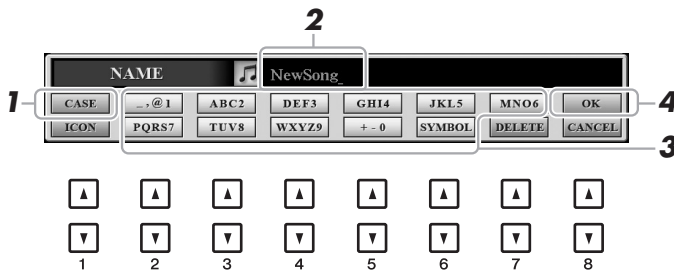 2
NAME NewSong_
1 4
CASE _,@1 ABC2 DEF3 GHI4 JKL5 MNO6 OK
ICON PQRS7 TUV8 WXYZ9 + - 0 SYMBOL DELETE CANCEL
3
1 2 3 4 5 6 7 8